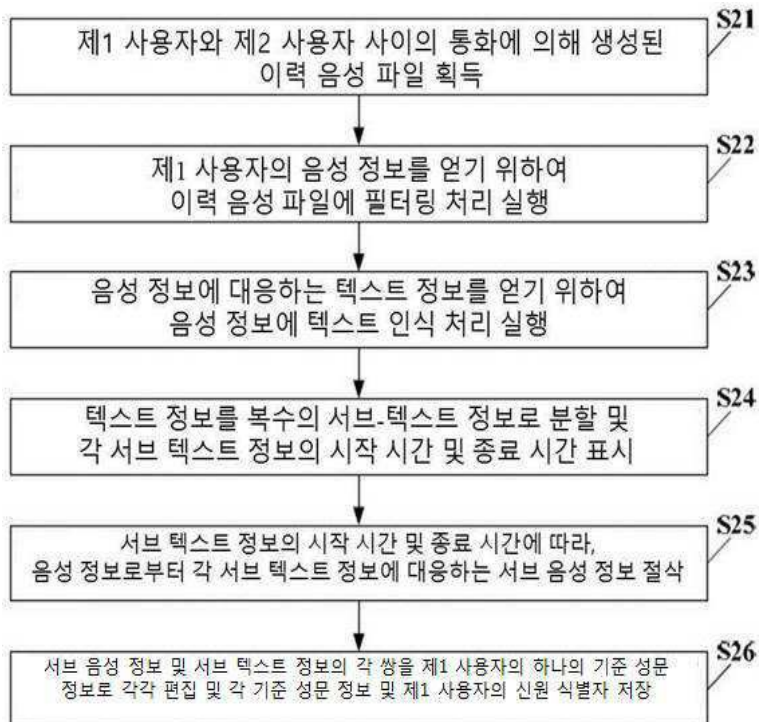 S21
제1 사용자와 제2 사용자 사이의 통화에 의해 생성된
이력 음성 파일 획득
S22
제1 사용자의 음성 정보를 얻기 위하여
이력 음성 파일에 필터링 처리 실행
S23
음성 정보에 대응하는 텍스트 정보를 얻기 위하여
음성 정보에 텍스트 인식 처리 실행
S24
텍스트 정보를 복수의 서브-텍스트 정보로 분할 및
각 서브 텍스트 정보의 시작 시간 및 종료 시간 표시
S25
서브 텍스트 정보의 시작 시간 및 종료 시간에 따라,
음성 정보로부터 각 서브 텍스트 정보에 대응하는 서브 음성 정보 절삭
S26
서브 음성 정보 및 서브 텍스트 정보의 각 쌍을 제1 사용자의 하나의 기준 성문
정보로 각각 편집 및 각 기준 성문 정보 및 제1 사용자의 신원 식별자 저장